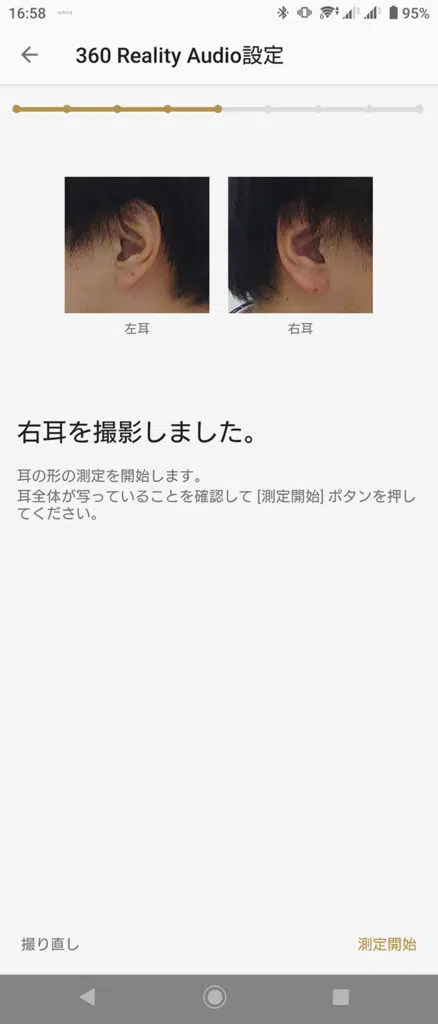 16:58
95%
360 Reality Audio設定
左耳
右耳
右耳を撮影しました。
耳の形の測定を開始します。
耳全体が写っていることを確認して [測定開始] ボタンを押し
てください。
撮り直し
測定開始